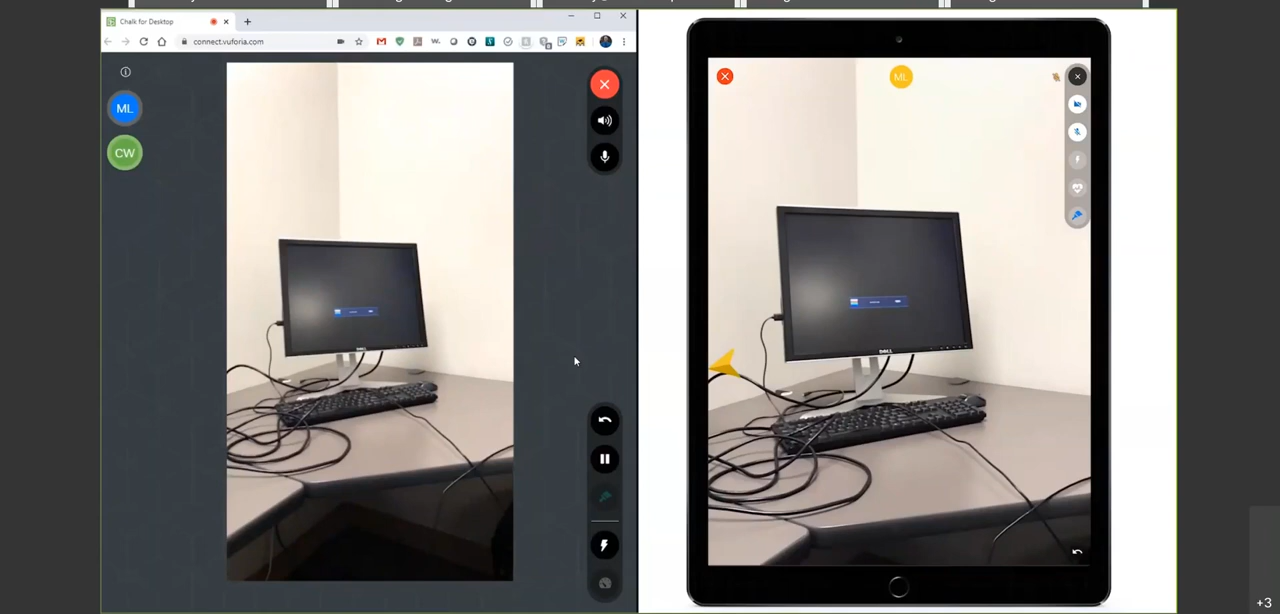 Chalk for Desktop
connect.vuforia.com
ML
CW
ML
DELL
DELL
+3